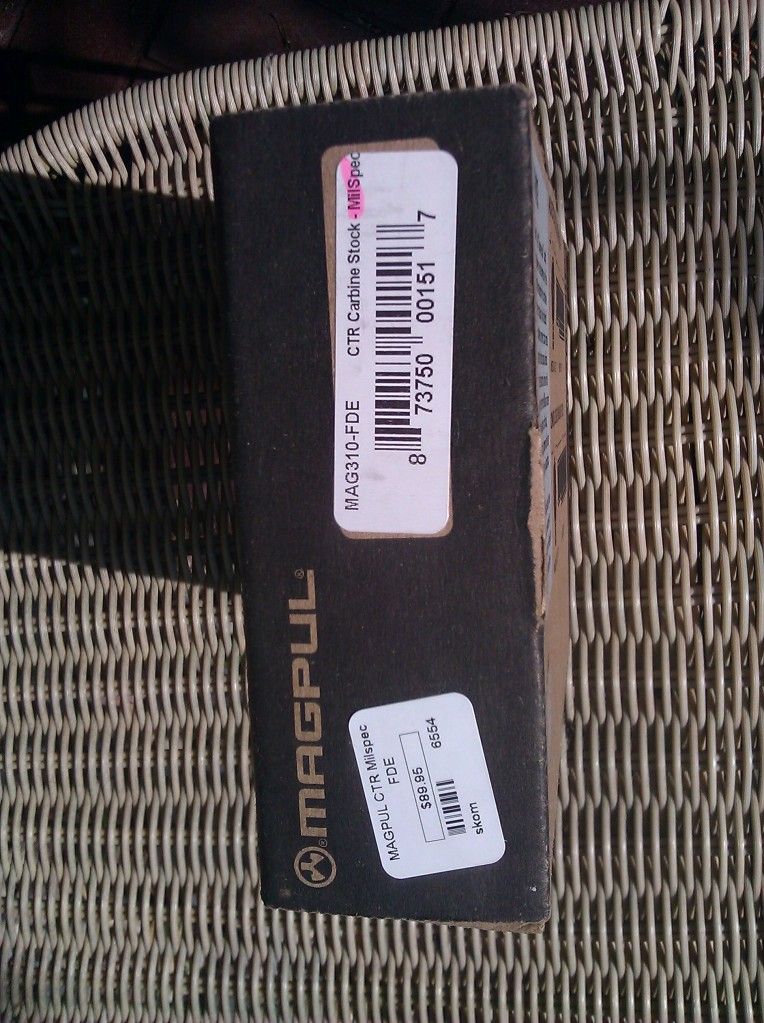 MAGPUL
MAG310-FDE CTR Carbine Stock - MilSpec
8 73750 00151 7
MAGPUL CTR Milspec
FDE
$89.95
6554
skom